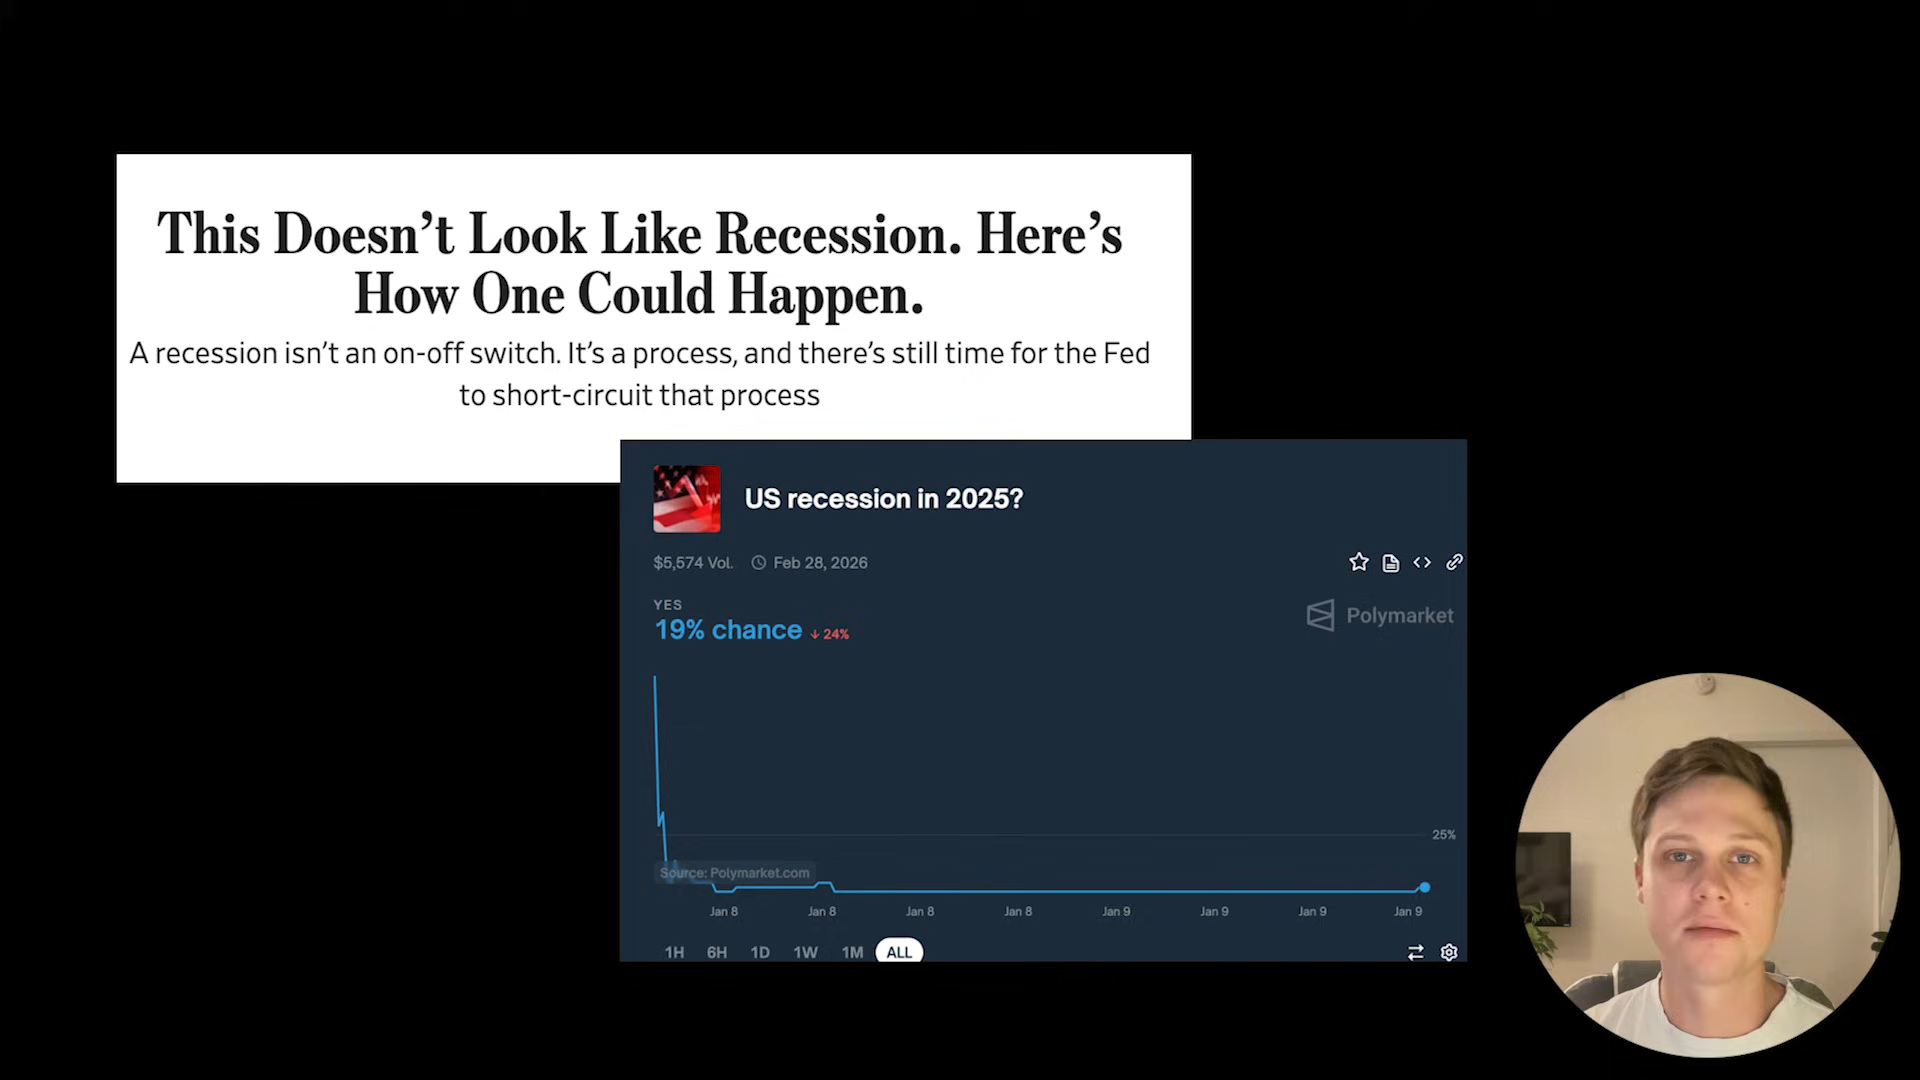 This Doesn’t Look Like Recession. Here’s
How One Could Happen.
A recession isn’t an on-off switch. It’s a process, and there’s still time for the Fed
to short-circuit that process
US recession in 2025?
$5,574 Vol. Feb 28, 2026
YES
19% chance ↓ 24%
Polymarket
25%
Source: Polymarket.com
Jan 8 Jan 8 Jan 8 Jan 8 Jan 9 Jan 9 Jan 9 Jan 9
1H 6H 1D 1W 1M ALL